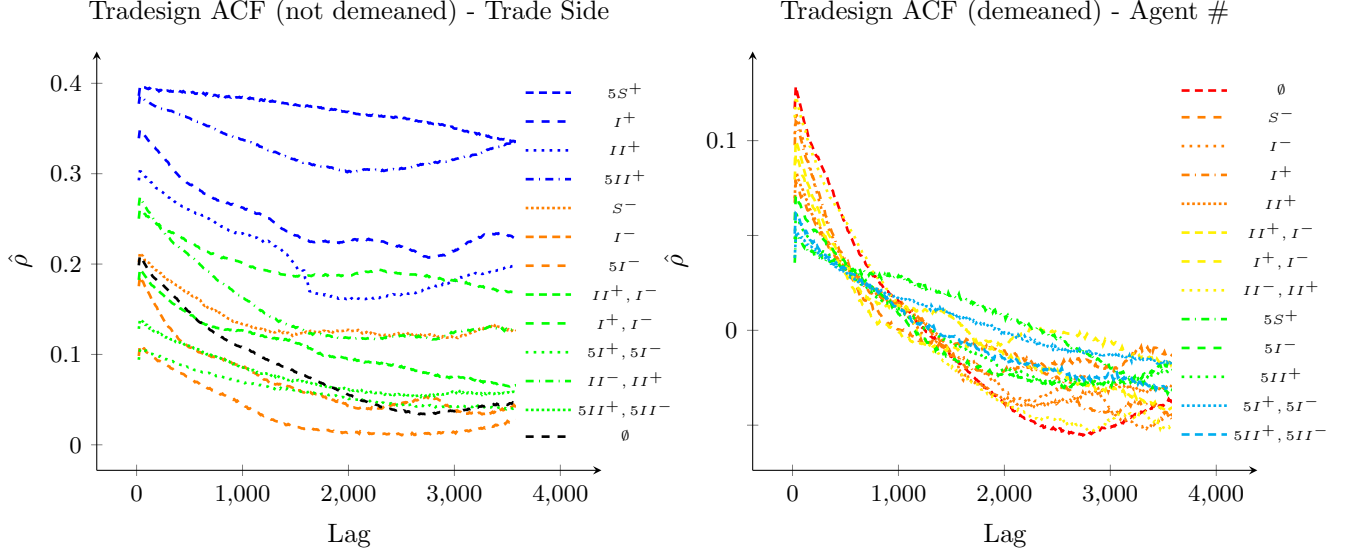 Tradesign ACF (not demeaned) - Trade Side
0.4
0.3
0.2
0.1
0
ρ̂
0
1,000
2,000
3,000
4,000
Lag
5S⁺
I⁺
II⁺
5II⁺
S⁻
I⁻
5I⁻
II⁺, I⁻
I⁺, I⁻
5I⁺, 5I⁻
II⁻, II⁺
5II⁺, 5II⁻
∅
Tradesign ACF (demeaned) - Agent #
0.1
0
ρ̂
0
1,000
2,000
3,000
4,000
Lag
∅
S⁻
I⁻
I⁺
II⁺
II⁺, I⁻
I⁺, I⁻
II⁻, II⁺
5S⁺
5I⁻
5II⁺
5I⁺, 5I⁻
5II⁺, 5II⁻